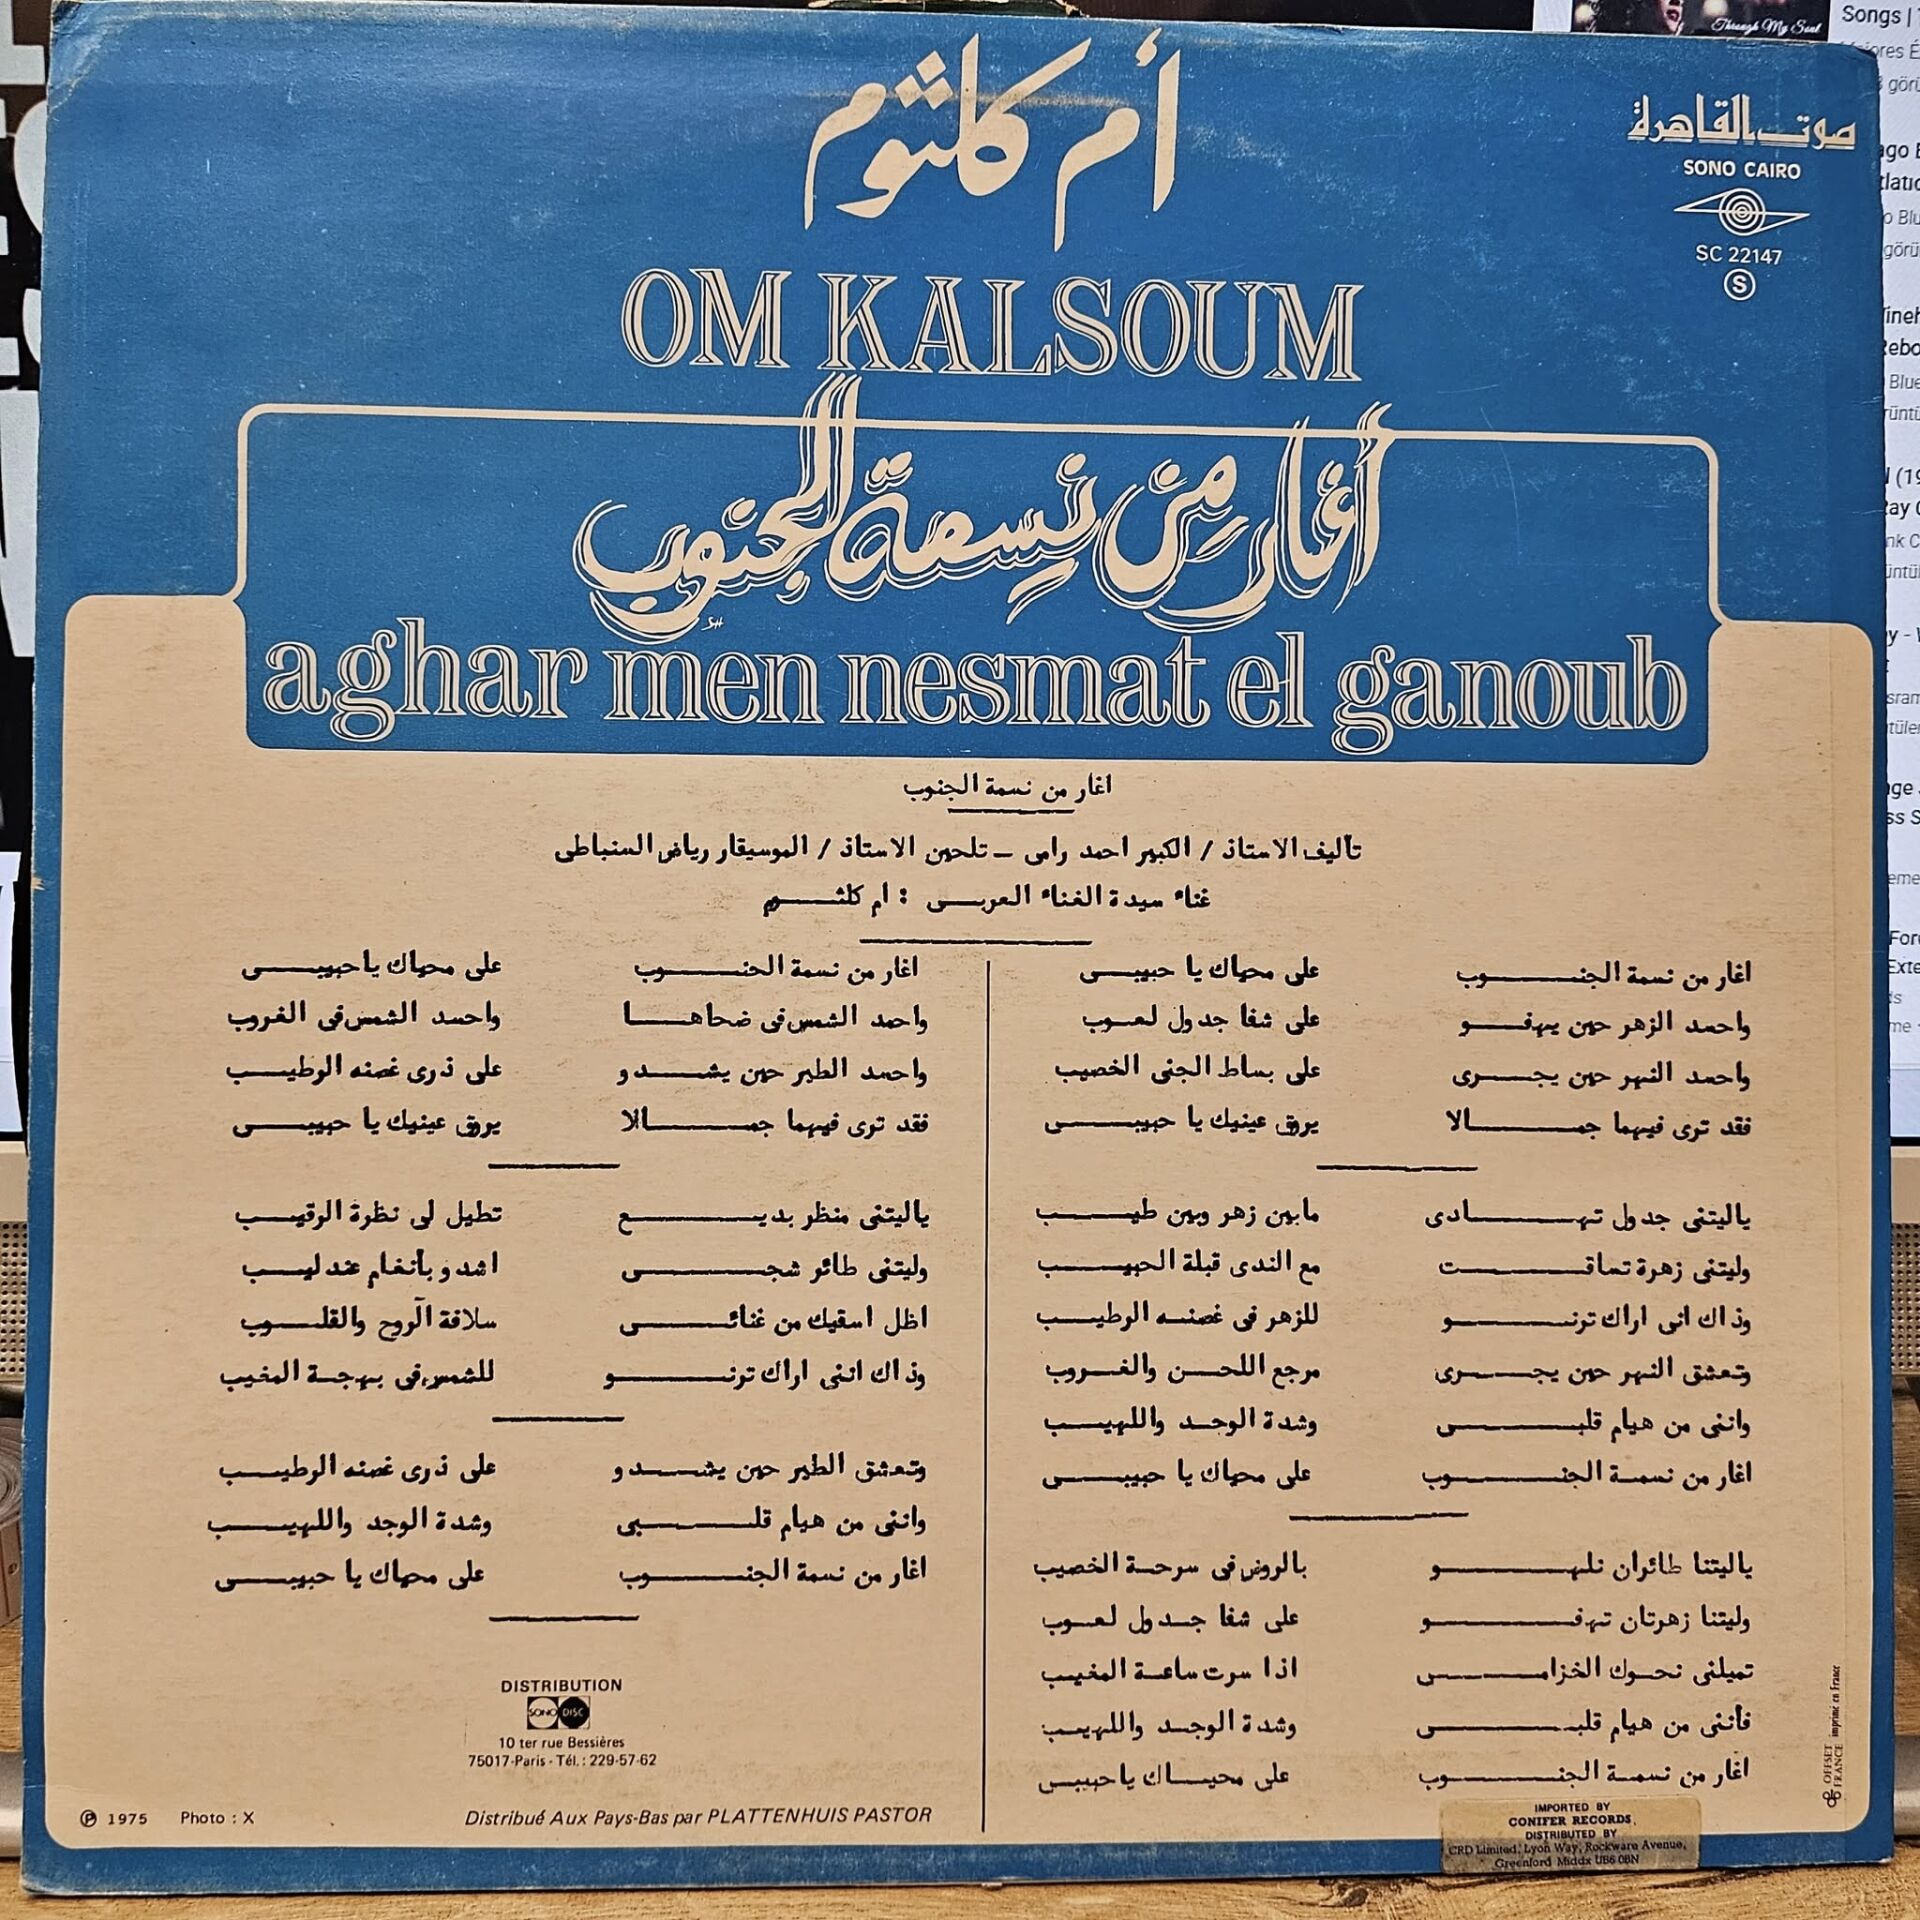 أم كلثوم
صوت القاهرة
SONO CAIRO
SC 22147
S
OM KALSOUM
أغار من نسمة الجنوب
aghar men nesmat el ganoub
اغار من نسمة الجنوب
تأليف الاستاذ / الكبير احمد رامى - تلحين الاستاذ / الموسيقار رياض السنباطى
غناء سيدة الغناء العربى : ام كلثوم
اغار من نسمة الجنوب على محياك يا حبيبى
واحسد الزهر حين يهفو على شفا جدول لعوب
واحسد النهر حين يجرى على بساط الجنى الخصيب
فقد ترى فيهما جمالا يروق عينيك يا حبيبى
ياليتنى جدول تهادى مابين زهر وبين طيب
وليتنى زهرة تساقت مع الندى قبلة الحبيب
وذاك انى اراك ترنو للزهر فى غصنه الرطيب
وتعشق النهر حين يجرى مرجع اللحن والغروب
واننى من هيام قلبى وشدة الوجد واللهيب
اغار من نسمة الجنوب على محياك يا حبيبى
ياليتنا طائران نلهو بالروض فى سرحة الخصيب
وليتنا زهرتان تهفو على شفا جدول لعوب
تميلنى نحوك الخزامى اذا سرت ساعة المغيب
فأننى من هيام قلبى وشدة الوجد واللهيب
اغار من نسمة الجنوب على محياك ياحبيبى
اغار من نسمة الجنوب على محياك ياحبيبى
واحسد الشمس فى ضحاها واحسد الشمس فى الغروب
واحسد الطير حين يشدو على ذرى غصنه الرطيب
فقد ترى فيهما جمالا يروق عينيك يا حبيبى
ياليتنى منظر بديع تطيل لى نظرة الرقيب
وليتنى طائر شجى اشدو بأنغام عندليب
اظل اسقيك من غنائى سلافة الروح والقلوب
وذاك اننى اراك ترنو للشمس فى بهجة المغيب
وتعشق الطير حين يشدو على ذرى غصنه الرطيب
واننى من هيام قلبى وشدة الوجد واللهيب
اغار من نسمة الجنوب على محياك يا حبيبى
DISTRIBUTION
SONO DISC
10 ter rue Bessières
75017-Paris - Tél. : 229-57-62
℗ 1975 Photo : X
Distribué Aux Pays-Bas par PLATTENHUIS PASTOR
OFFSET FRANCE imprimé en France
IMPORTED BY
CONIFER RECORDS,
DISTRIBUTED BY
CRD Limited, Lyon Way, Rockware Avenue,
Greenford Middx UB6 0BN
Through My Soul
Songs